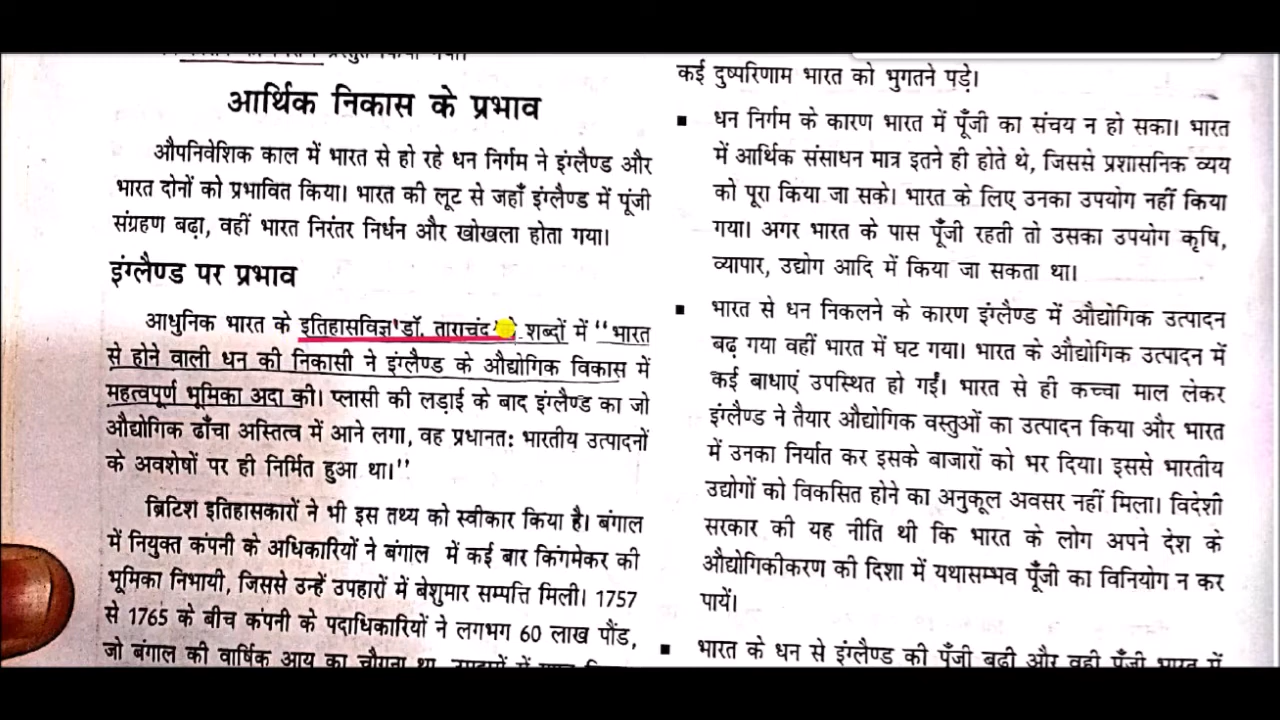 आर्थिक निकास के प्रभाव
औपनिवेशिक काल में भारत से हो रहे धन निर्गम ने इंग्लैण्ड और
भारत दोनों को प्रभावित किया। भारत की लूट से जहाँ इंग्लैण्ड में पूंजी
संग्रहण बढ़ा, वहीं भारत निरंतर निर्धन और खोखला होता गया।
इंग्लैण्ड पर प्रभाव
आधुनिक भारत के इतिहासविज्ञ 'डॉ. ताराचंद' शब्दों में "भारत
से होने वाली धन की निकासी ने इंग्लैण्ड के औद्योगिक विकास में
महत्वपूर्ण भूमिका अदा की। प्लासी की लड़ाई के बाद इंग्लैण्ड का जो
औद्योगिक ढाँचा अस्तित्व में आने लगा, वह प्रधानत: भारतीय उत्पादनों
के अवशेषों पर ही निर्मित हुआ था।"
ब्रिटिश इतिहासकारों ने भी इस तथ्य को स्वीकार किया है। बंगाल
में नियुक्त कंपनी के अधिकारियों ने बंगाल में कई बार किंगमेकर की
भूमिका निभायी, जिससे उन्हें उपहारों में बेशुमार सम्पत्ति मिली। 1757
से 1765 के बीच कंपनी के पदाधिकारियों ने लगभग 60 लाख पौंड,
जो बंगाल की वार्षिक आय का चौगुना था,
कई दुष्परिणाम भारत को भुगतने पड़े।
▪ धन निर्गम के कारण भारत में पूँजी का संचय न हो सका। भारत
में आर्थिक संसाधन मात्र इतने ही होते थे, जिससे प्रशासनिक व्यय
को पूरा किया जा सके। भारत के लिए उनका उपयोग नहीं किया
गया। अगर भारत के पास पूँजी रहती तो उसका उपयोग कृषि,
व्यापार, उद्योग आदि में किया जा सकता था।
▪ भारत से धन निकलने के कारण इंग्लैण्ड में औद्योगिक उत्पादन
बढ़ गया वहीं भारत में घट गया। भारत के औद्योगिक उत्पादन में
कई बाधाएं उपस्थित हो गईं। भारत से ही कच्चा माल लेकर
इंग्लैण्ड ने तैयार औद्योगिक वस्तुओं का उत्पादन किया और भारत
में उनका निर्यात कर इसके बाजारों को भर दिया। इससे भारतीय
उद्योगों को विकसित होने का अनुकूल अवसर नहीं मिला। विदेशी
सरकार की यह नीति थी कि भारत के लोग अपने देश के
औद्योगिकीकरण की दिशा में यथासम्भव पूँजी का विनियोग न कर
पायें।
▪ भारत के धन से इंग्लैण्ड की पूँजी बढ़ी और वही पूँजी भारत में